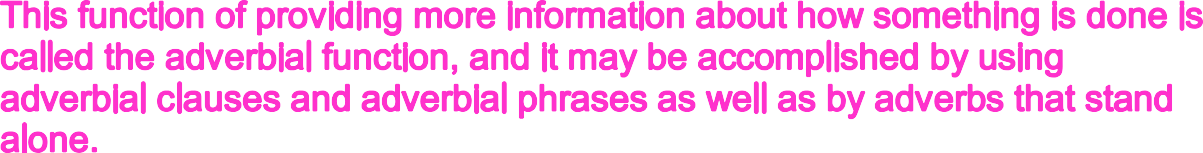 This function of providing more information about how something is done is
called the adverbial function, and it may be accomplished by using
adverbial clauses and adverbial phrases as well as by adverbs that stand
alone.